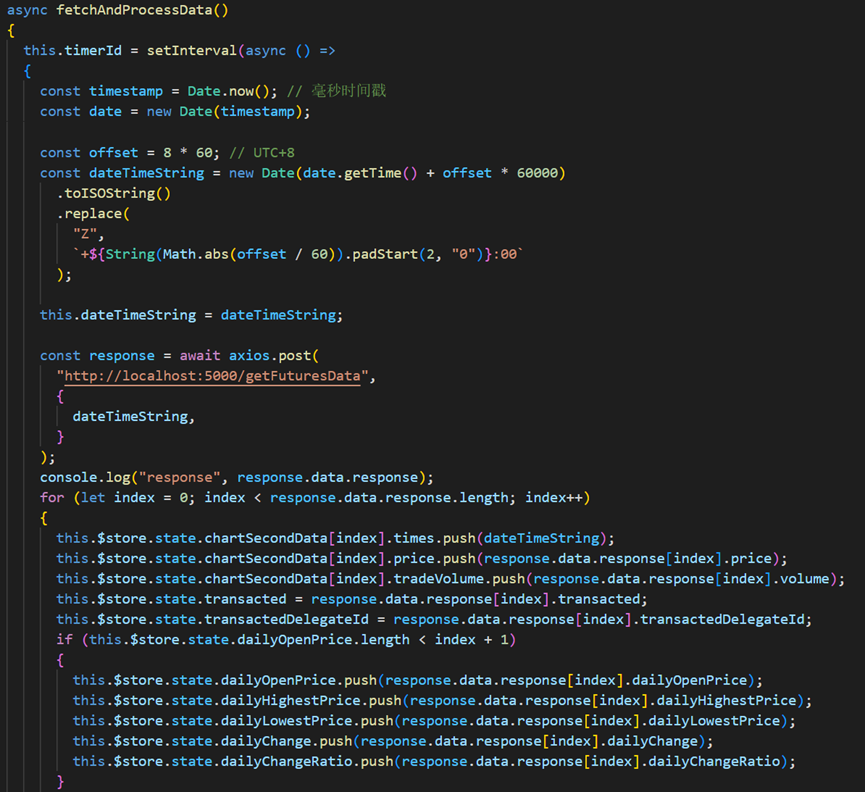 async fetchAndProcessData()
{
this.timerId = setInterval(async () =>
{
const timestamp = Date.now(); // 毫秒时间戳
const date = new Date(timestamp);
const offset = 8 * 60; // UTC+8
const dateTimeString = new Date(date.getTime() + offset * 60000)
.toISOString()
.replace(
"Z",
`+${String(Math.abs(offset / 60)).padStart(2, "0")}:00`
);
this.dateTimeString = dateTimeString;
const response = await axios.post(
"http://localhost:5000/getFuturesData",
{
dateTimeString,
}
);
console.log("response", response.data.response);
for (let index = 0; index < response.data.response.length; index++)
{
this.$store.state.chartSecondData[index].times.push(dateTimeString);
this.$store.state.chartSecondData[index].price.push(response.data.response[index].price);
this.$store.state.chartSecondData[index].tradeVolume.push(response.data.response[index].volume);
this.$store.state.transacted = response.data.response[index].transacted;
this.$store.state.transactedDelegateId = response.data.response[index].transactedDelegateId;
if (this.$store.state.dailyOpenPrice.length < index + 1)
{
this.$store.state.dailyOpenPrice.push(response.data.response[index].dailyOpenPrice);
this.$store.state.dailyHighestPrice.push(response.data.response[index].dailyHighestPrice);
this.$store.state.dailyLowestPrice.push(response.data.response[index].dailyLowestPrice);
this.$store.state.dailyChange.push(response.data.response[index].dailyChange);
this.$store.state.dailyChangeRatio.push(response.data.response[index].dailyChangeRatio);
}